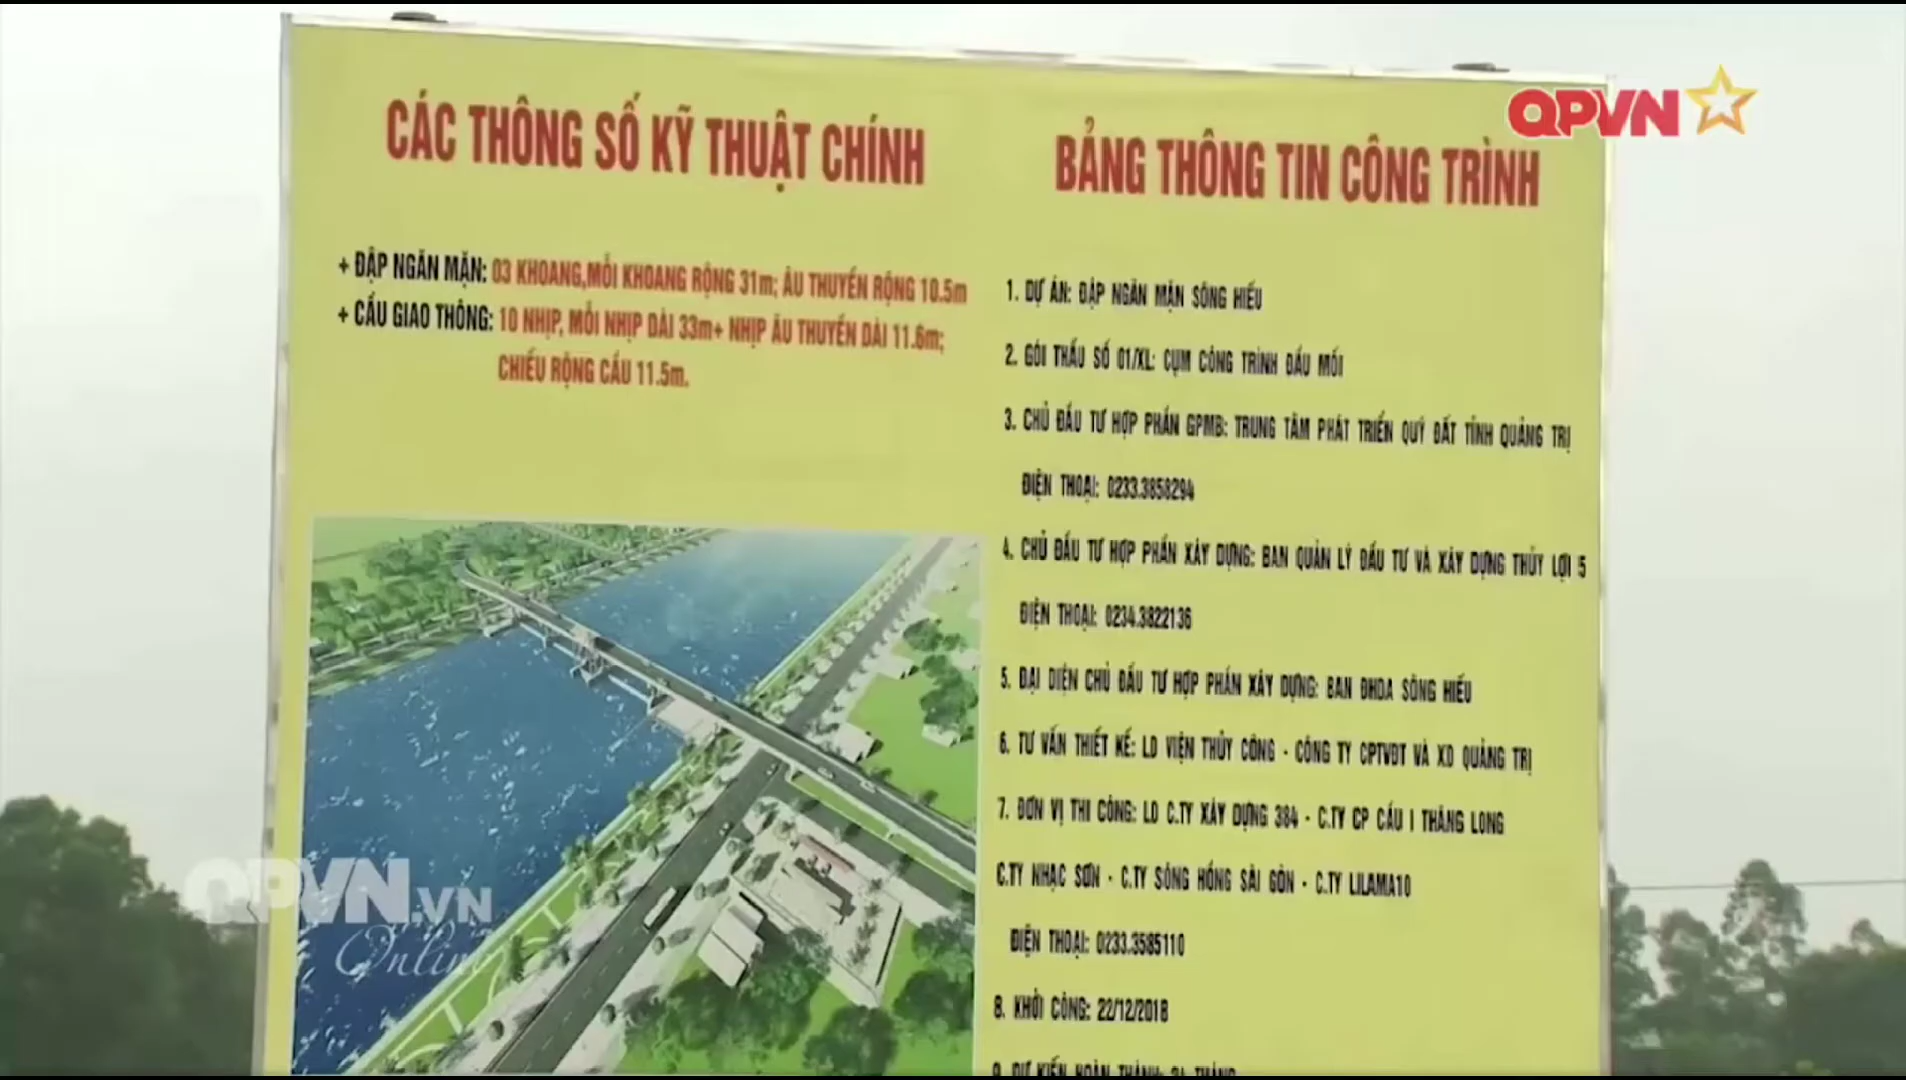 QPVN
CÁC THÔNG SỐ KỸ THUẬT CHÍNH
+ ĐẬP NGĂN MẶN: 03 KHOANG,MỖI KHOANG RỘNG 31m; ÂU THUYỀN RỘNG 10.5m
+ CẦU GIAO THÔNG: 10 NHỊP, MỖI NHỊP DÀI 33m+ NHỊP ÂU THUYỀN DÀI 11.6m;
CHIỀU RỘNG CẦU 11.5m.
BẢNG THÔNG TIN CÔNG TRÌNH
1. DỰ ÁN: ĐẬP NGĂN MẶN SÔNG HIẾU
2. GÓI THẦU SỐ 01/XL: CỤM CÔNG TRÌNH ĐẦU MỐI
3. CHỦ ĐẦU TƯ HỢP PHẦN GPMB: TRUNG TÂM PHÁT TRIỂN QUỸ ĐẤT TỈNH QUẢNG TRỊ
ĐIỆN THOẠI: 0233.3858294
4. CHỦ ĐẦU TƯ HỢP PHẦN XÂY DỰNG: BAN QUẢN LÝ ĐẦU TƯ VÀ XÂY DỰNG THỦY LỢI 5
ĐIỆN THOẠI: 0234.3822136
5. ĐẠI DIỆN CHỦ ĐẦU TƯ HỢP PHẦN XÂY DỰNG: BAN ĐHDA SÔNG HIẾU
6. TƯ VẤN THIẾT KẾ: LD VIỆN THỦY CÔNG - CÔNG TY CPTVĐT VÀ XD QUẢNG TRỊ
7. ĐƠN VỊ THI CÔNG: LD C.TY XÂY DỰNG 384 - C.TY CP CẦU I THĂNG LONG
C.TY NHẠC SƠN - C.TY SÔNG HỒNG SÀI GÒN - C.TY LILAMA10
ĐIỆN THOẠI: 0233.3585110
8. KHỞI CÔNG: 22/12/2018
9. DỰ KIẾN HOÀN THÀNH: 24 THÁNG
QPVN.VN
Online